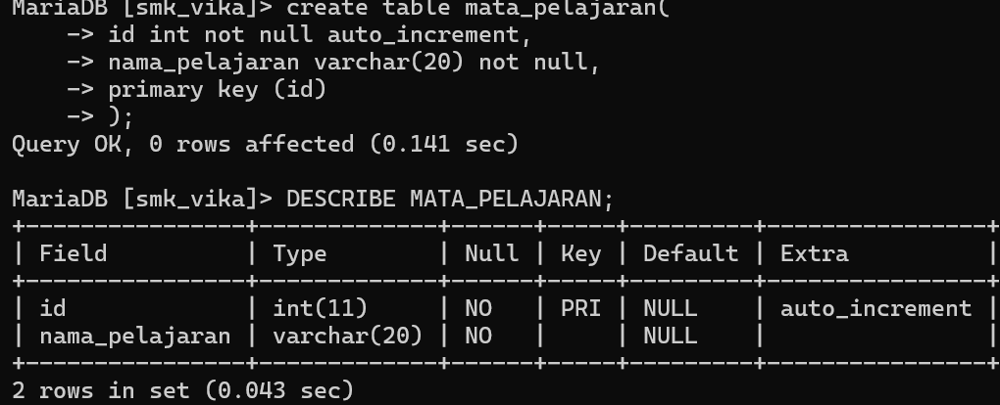 MariaDB [smk_vika]> create table mata_pelajaran(
    -> id int not null auto_increment,
    -> nama_pelajaran varchar(20) not null,
    -> primary key (id)
    -> );
Query OK, 0 rows affected (0.141 sec)

MariaDB [smk_vika]> DESCRIBE MATA_PELAJARAN;
+----------------+-------------+------+-----+---------+----------------+
| Field          | Type        | Null | Key | Default | Extra          |
+----------------+-------------+------+-----+---------+----------------+
| id             | int(11)     | NO   | PRI | NULL    | auto_increment |
| nama_pelajaran | varchar(20) | NO   |     | NULL    |                |
+----------------+-------------+------+-----+---------+----------------+
2 rows in set (0.043 sec)